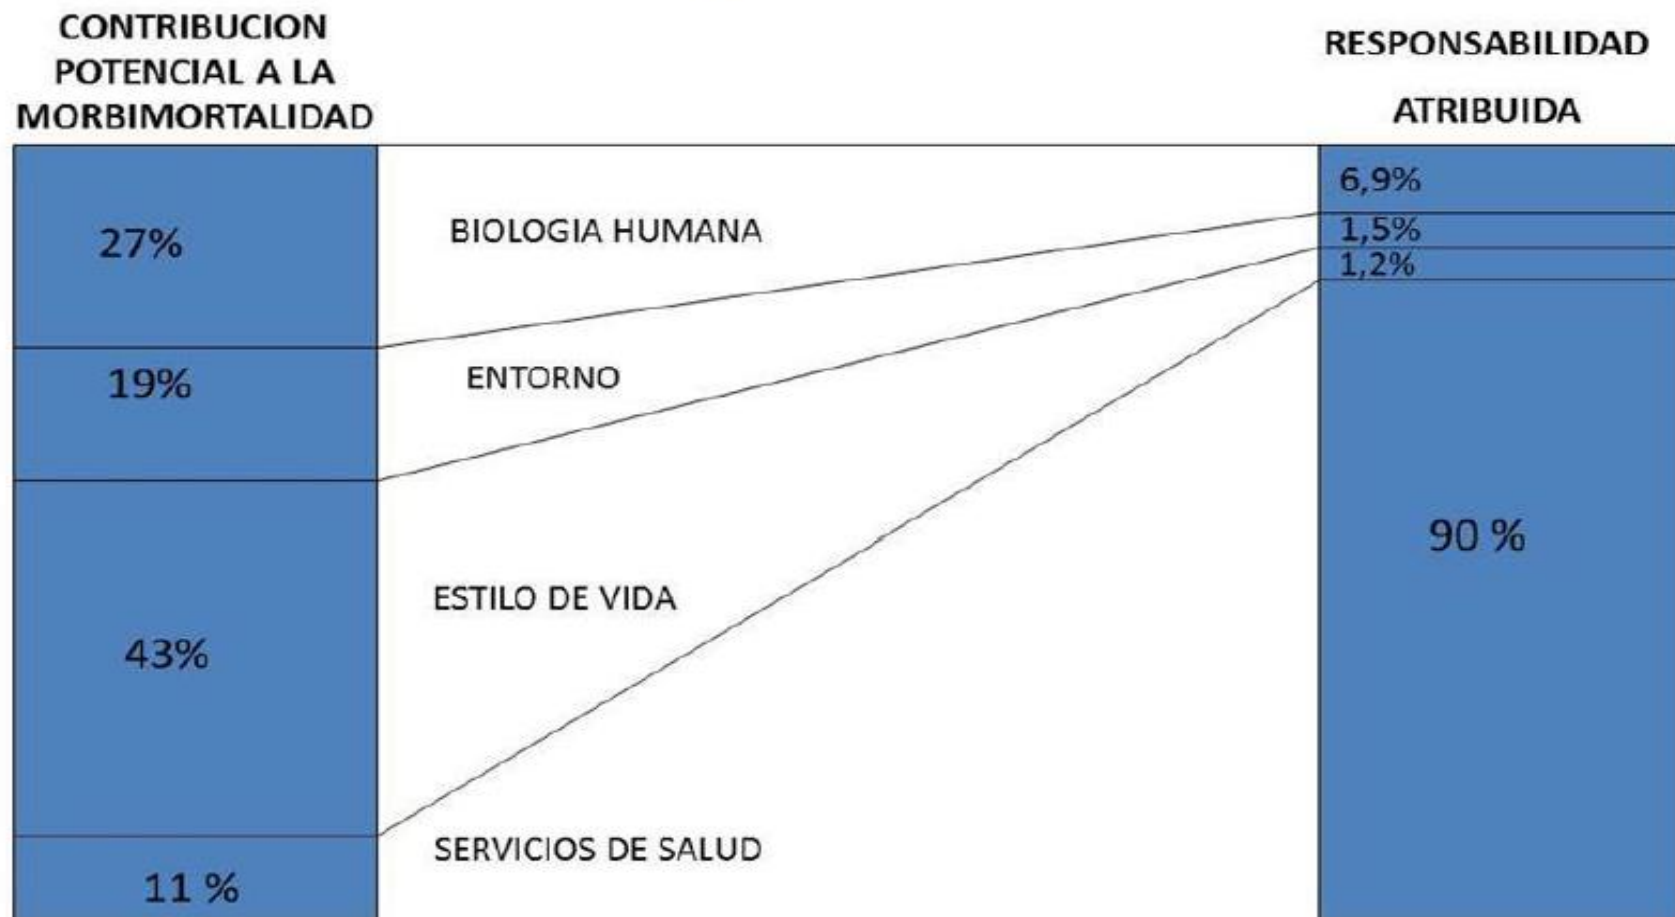 CONTRIBUCION
POTENCIAL A LA
MORBIMORTALIDAD
RESPONSABILIDAD
ATRIBUIDA
27%
BIOLOGIA HUMANA
6,9%
1,5%
1,2%
19%
ENTORNO
43%
ESTILO DE VIDA
90 %
11 %
SERVICIOS DE SALUD